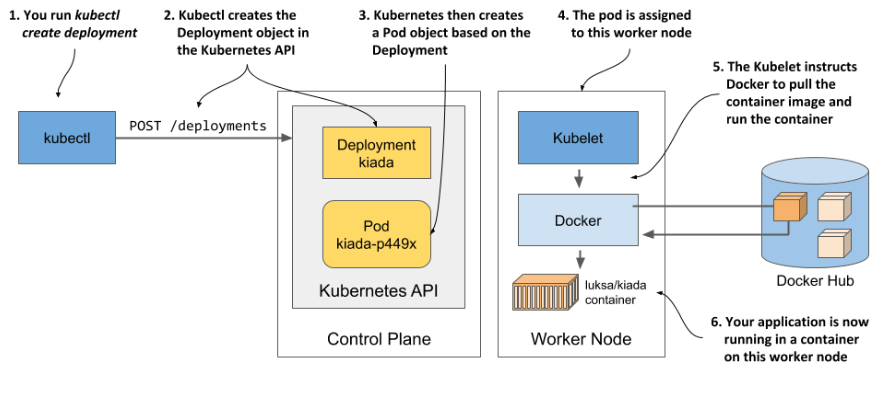 1. You run kubectl
create deployment
2. Kubectl creates the
Deployment object in
the Kubernetes API
3. Kubernetes then creates
a Pod object based on the
Deployment
4. The pod is assigned
to this worker node
5. The Kubelet instructs
Docker to pull the
container image and
run the container
kubectl
POST /deployments
Deployment
kiada
Pod
kiada-p449x
Kubernetes API
Control Plane
Kubelet
Docker
luksa/kiada
container
Worker Node
Docker Hub
6. Your application is now
running in a container
on this worker node